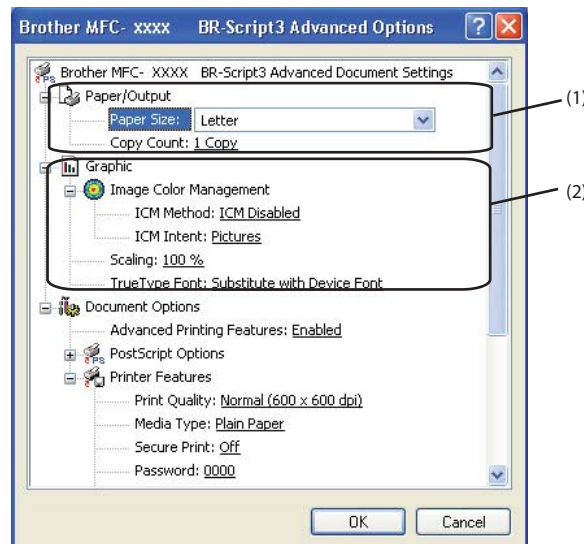 Brother MFC- xxxx BR-Script3 Advanced Options
Brother MFC- XXXX BR-Script3 Advanced Document Settings
Paper/Output
Paper Size: Letter
Copy Count: 1 Copy
(1)
Graphic
Image Color Management
(2)
ICM Method: ICM Disabled
ICM Intent: Pictures
Scaling: 100 %
TrueType Font: Substitute with Device Font
Document Options
Advanced Printing Features: Enabled
PostScript Options
Printer Features
Print Quality: Normal (600 x 600 dpi)
Media Type: Plain Paper
Secure Print: Off
Password: 0000
OK Cancel